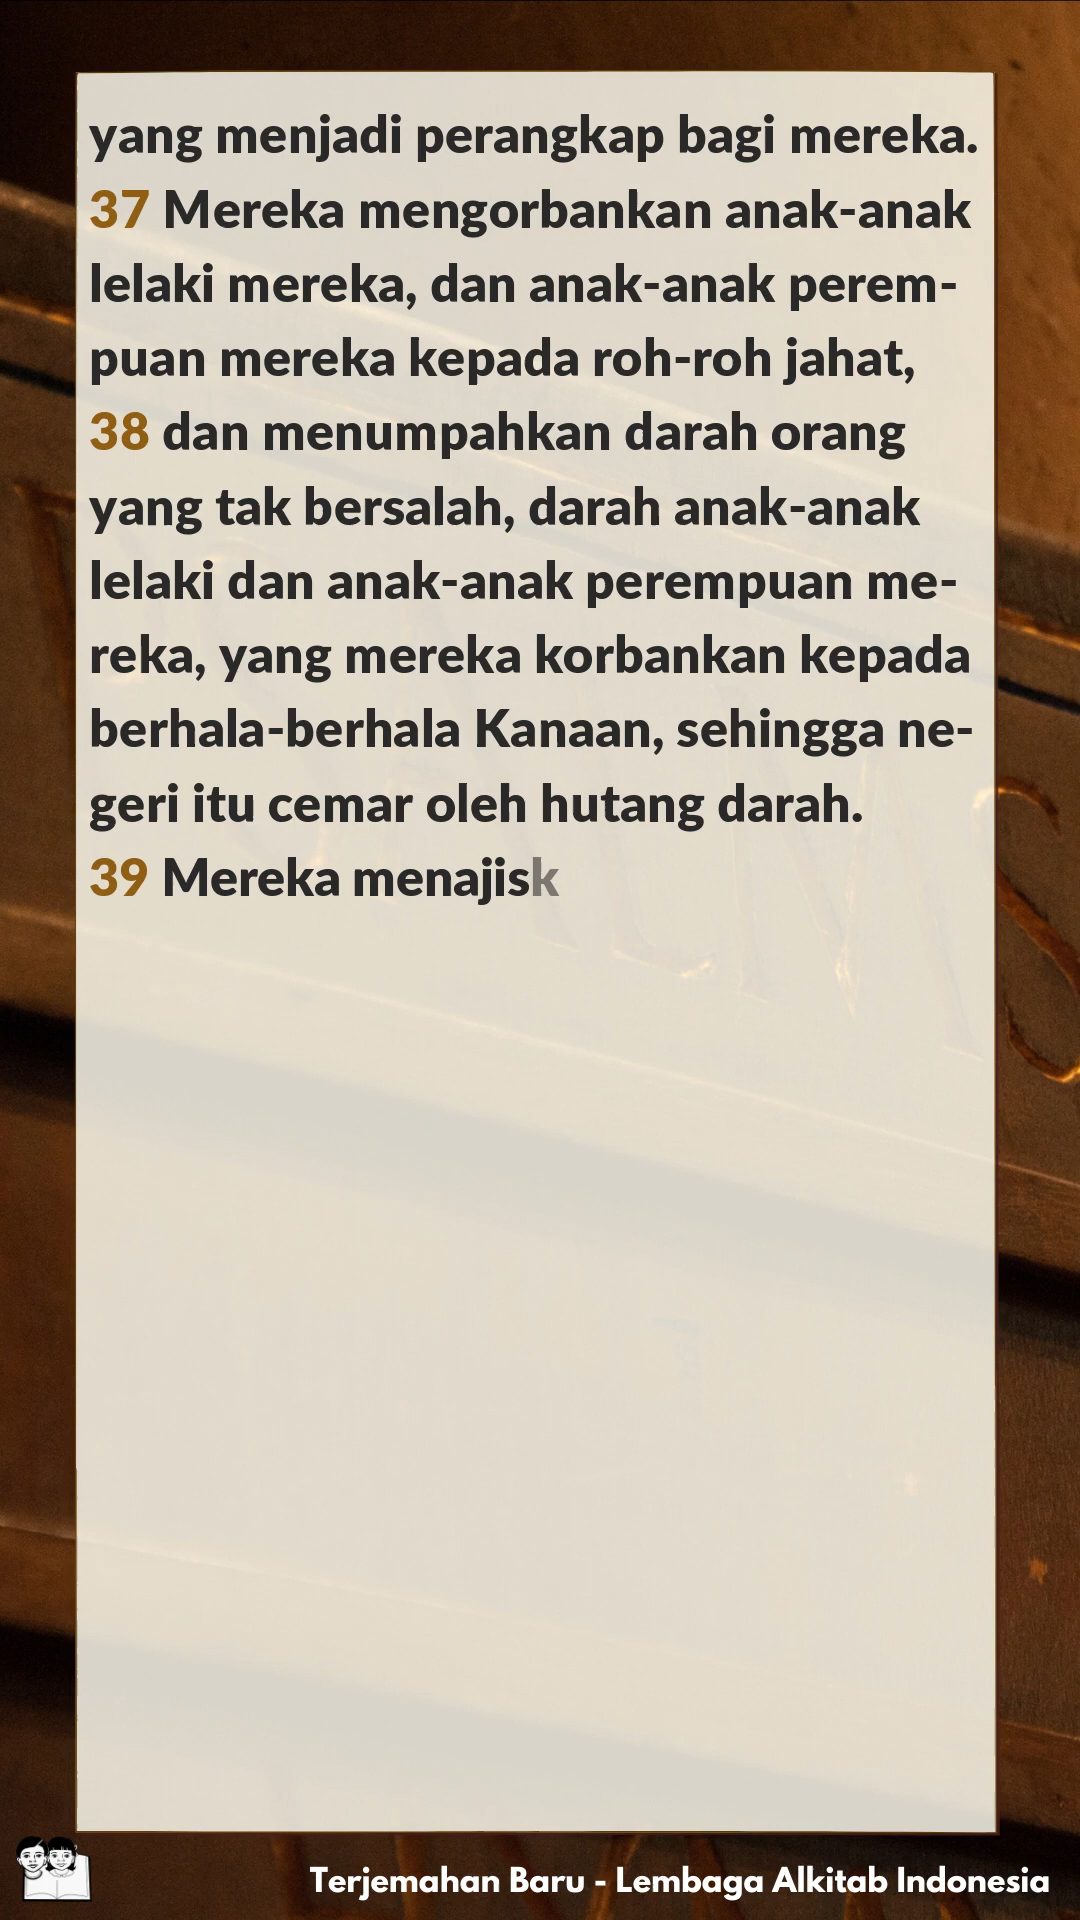 yang menjadi perangkap bagi mereka.
37 Mereka mengorbankan anak-anak
lelaki mereka, dan anak-anak perem-
puan mereka kepada roh-roh jahat,
38 dan menumpahkan darah orang
yang tak bersalah, darah anak-anak
lelaki dan anak-anak perempuan me-
reka, yang mereka korbankan kepada
berhala-berhala Kanaan, sehingga ne-
geri itu cemar oleh hutang darah.
39 Mereka menajisk
Terjemahan Baru - Lembaga Alkitab Indonesia